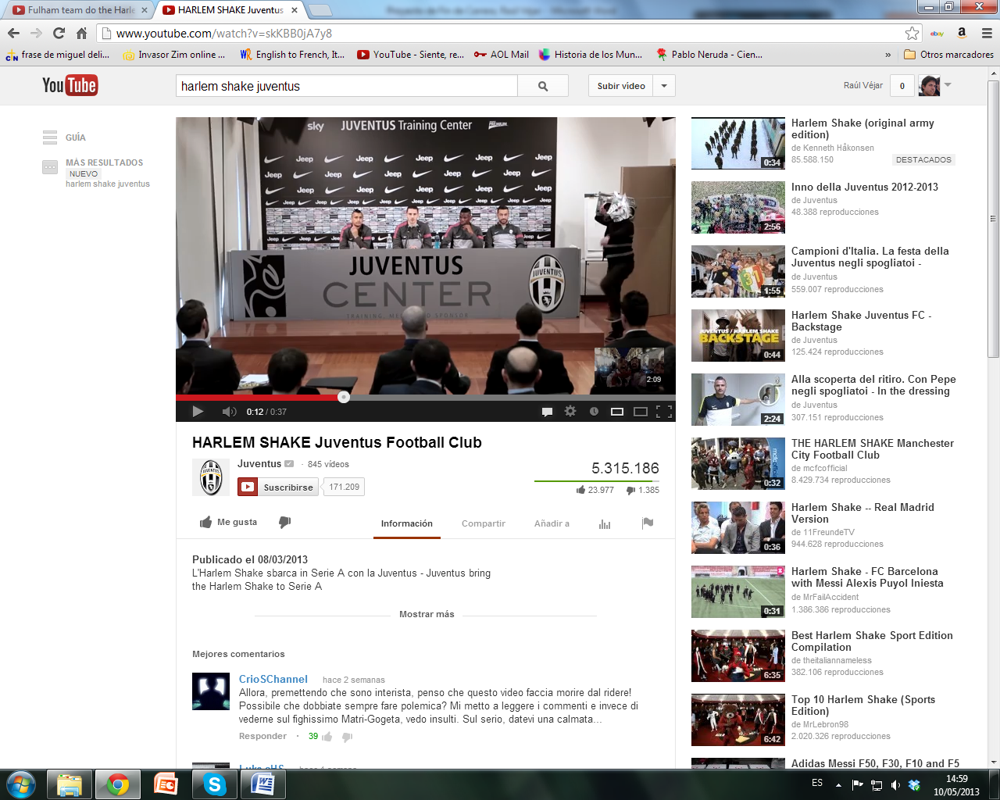 Fulham team do the Harle
HARLEM SHAKE Juventus
www.youtube.com/watch?v=skKBB0jA7y8
frase de miguel deli...
Invasor Zim online ...
English to French, It...
YouTube - Siente, re...
AOL Mail
Historia de los Mun...
Pablo Neruda - Cien...
»
Otros marcadores
YouTube
harlem shake juventus
Subir vídeo
Raúl Véjar
0
GUÍA
MÁS RESULTADOS
NUEVO
harlem shake juventus
sky JUVENTUS Training Center PREMIUM
Jeep
JUVENTUS
CENTER
JUVENTUS
2:09
0:12 / 0:37
HARLEM SHAKE Juventus Football Club
Juventus · 845 vídeos
Suscribirse 171.209
5.315.186
23.977 1.385
Me gusta
Información
Compartir
Añadir a
Publicado el 08/03/2013
L'Harlem Shake sbarca in Serie A con la Juventus - Juventus bring
the Harlem Shake to Serie A
Mostrar más
Mejores comentarios
CrioSChannel hace 2 semanas
Allora, premettendo che sono interista, penso che questo video faccia morire dal ridere!
Possibile che dobbiate sempre fare polemica? Mi metto a leggere i commenti e invece di
vederne sul fighissimo Matri-Gogeta, vedo insulti. Sul serio, datevi una calmata...
Responder · 39
0:34
Harlem Shake (original army
edition)
de Kenneth Håkonsen
85.588.150
DESTACADOS
2:56
Inno della Juventus 2012-2013
de Juventus
48.388 reproducciones
1:55
Campioni d'Italia. La festa della
Juventus negli spogliatoi -
de Juventus
559.007 reproducciones
JUVENTUS / HARLEM SHAKE
BACKSTAGE
0:44
Harlem Shake Juventus FC -
Backstage
de Juventus
125.424 reproducciones
2:24
Alla scoperta del ritiro. Con Pepe
negli spogliatoi - In the dressing
de Juventus
307.151 reproducciones
0:32
THE HARLEM SHAKE Manchester
City Football Club
de mcfcofficial
8.429.734 reproducciones
0:36
Harlem Shake -- Real Madrid
Version
de 11FreundeTV
944.628 reproducciones
0:31
Harlem Shake - FC Barcelona
with Messi Alexis Puyol Iniesta
de MrFailAccident
1.386.386 reproducciones
6:35
Best Harlem Shake Sport Edition
Compilation
de theitaliannameless
382.106 reproducciones
6:42
Top 10 Harlem Shake (Sports
Edition)
de MrLebron98
2.020.326 reproducciones
Adidas Messi F50, F30, F10 and F5
ES
14:59
10/05/2013